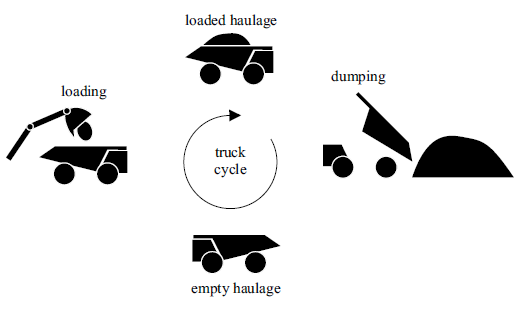 loaded haulage
loading
dumping
truck
cycle
empty haulage